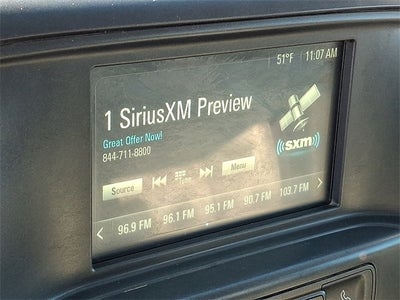 51°F 11:07 AM
1 SiriusXM Preview
Great Offer Now!
844-711-8800
sxm
Source Tune Menu
96.9 FM 96.1 FM 95.1 FM 90.7 FM 103.7 FM